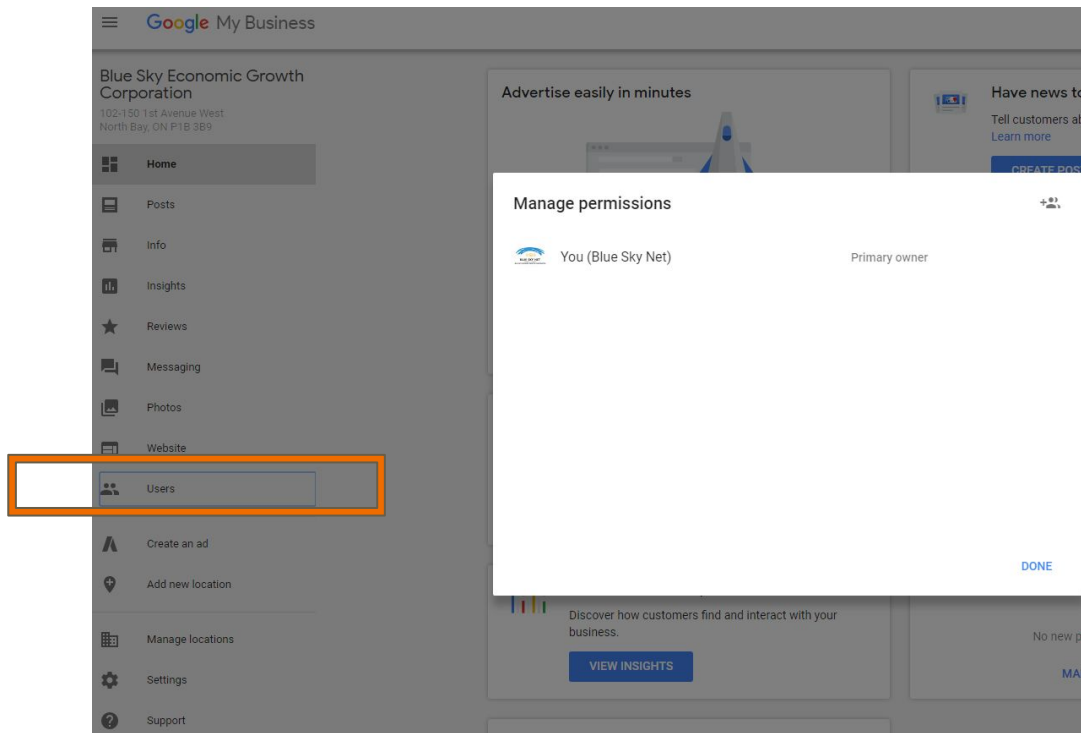 Google My Business
Blue Sky Economic Growth
Corporation
102-150 1st Avenue West
North Bay, ON P1B 3B9
Home
Posts
Info
Insights
Reviews
Messaging
Photos
Website
Users
Create an ad
Add new location
Manage locations
Settings
Support
Advertise easily in minutes
Have news to
Tell customers ab
Learn more
CREATE POS
Manage permissions
You (Blue Sky Net)
Primary owner
DONE
Discover how customers find and interact with your
business.
VIEW INSIGHTS
No new p
MA